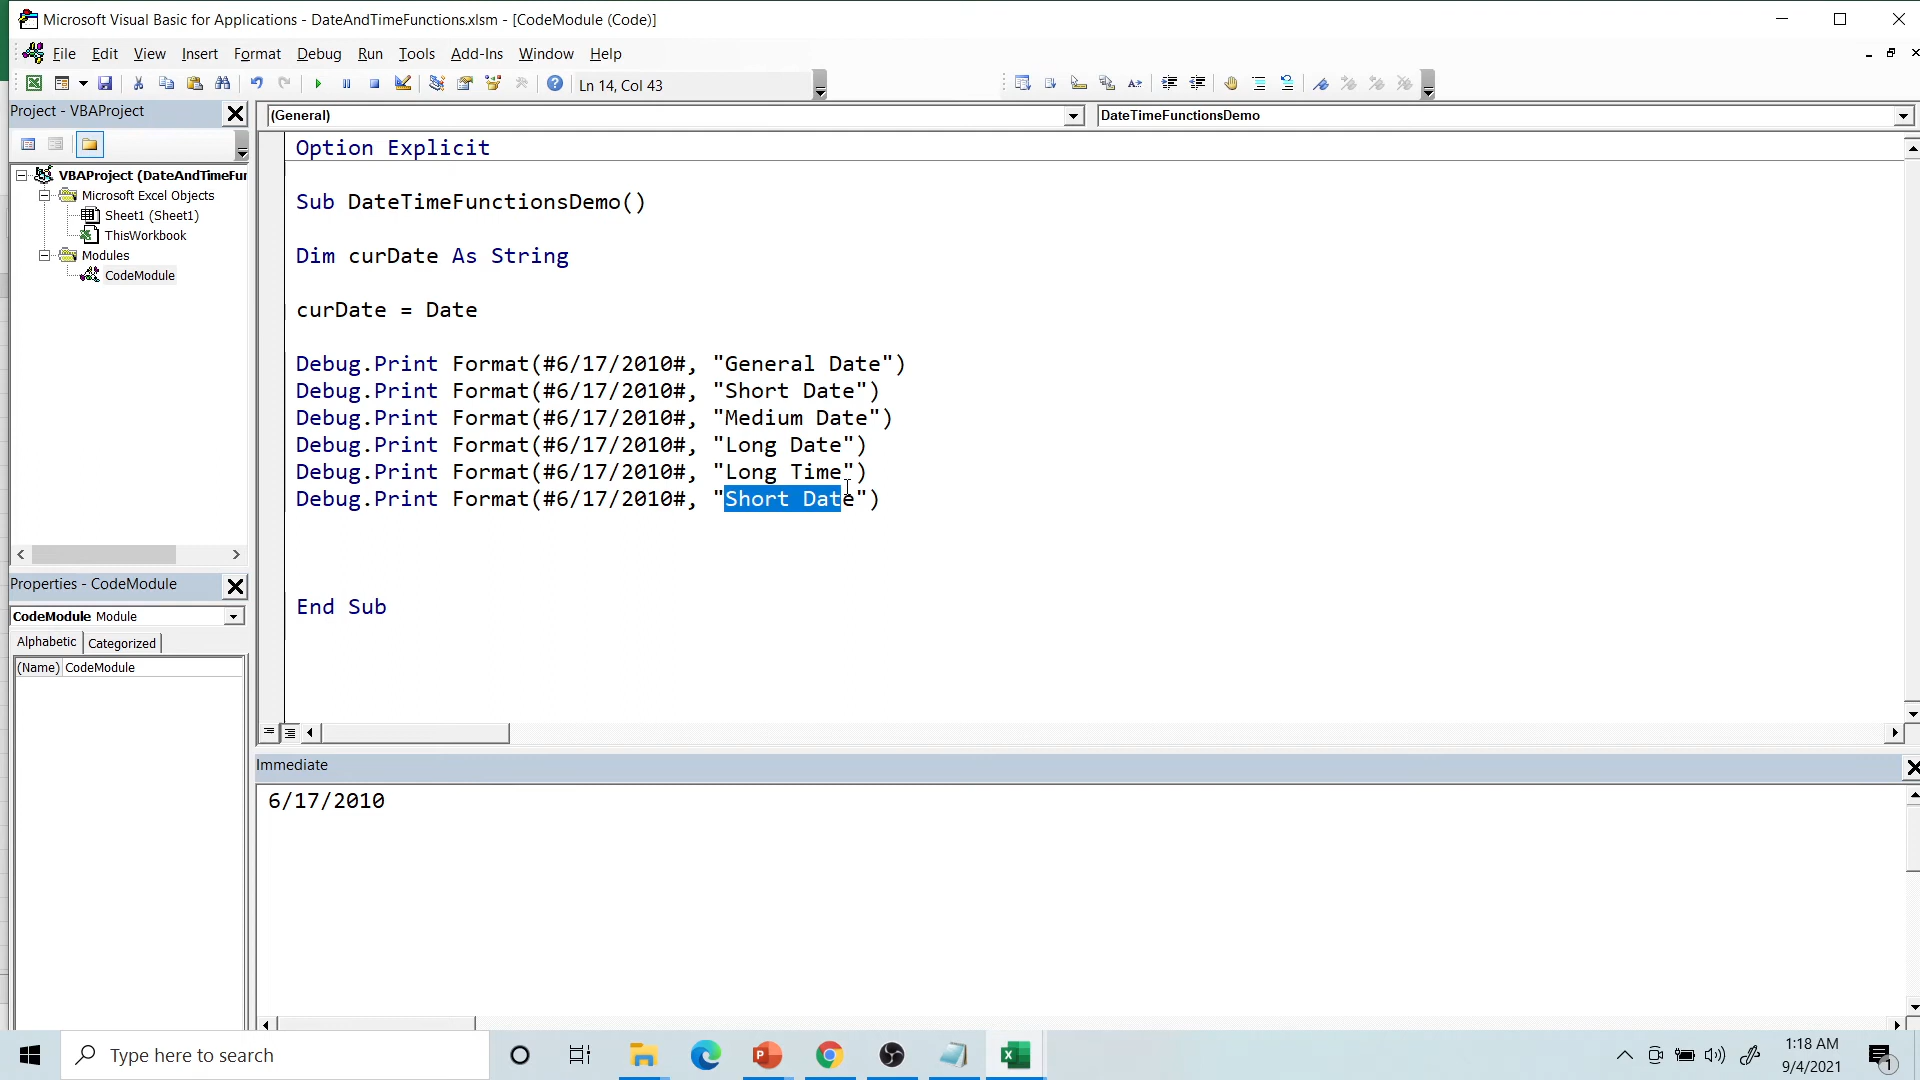 Microsoft Visual Basic for Applications - DateAndTimeFunctions.xlsm - [CodeModule (Code)]
File Edit View Insert Format Debug Run Tools Add-Ins Window Help
Ln 14, Col 43
Project - VBAProject
(General)
DateTimeFunctionsDemo
VBAProject (DateAndTimeFur
Microsoft Excel Objects
Sheet1 (Sheet1)
ThisWorkbook
Modules
CodeModule
Option Explicit
Sub DateTimeFunctionsDemo()
Dim curDate As String
curDate = Date
Debug.Print Format(#6/17/2010#, "General Date")
Debug.Print Format(#6/17/2010#, "Short Date")
Debug.Print Format(#6/17/2010#, "Medium Date")
Debug.Print Format(#6/17/2010#, "Long Date")
Debug.Print Format(#6/17/2010#, "Long Time")
Debug.Print Format(#6/17/2010#, "Short Date")
End Sub
Properties - CodeModule
CodeModule Module
Alphabetic Categorized
(Name) CodeModule
Immediate
6/17/2010
Type here to search
1:18 AM
9/4/2021
1